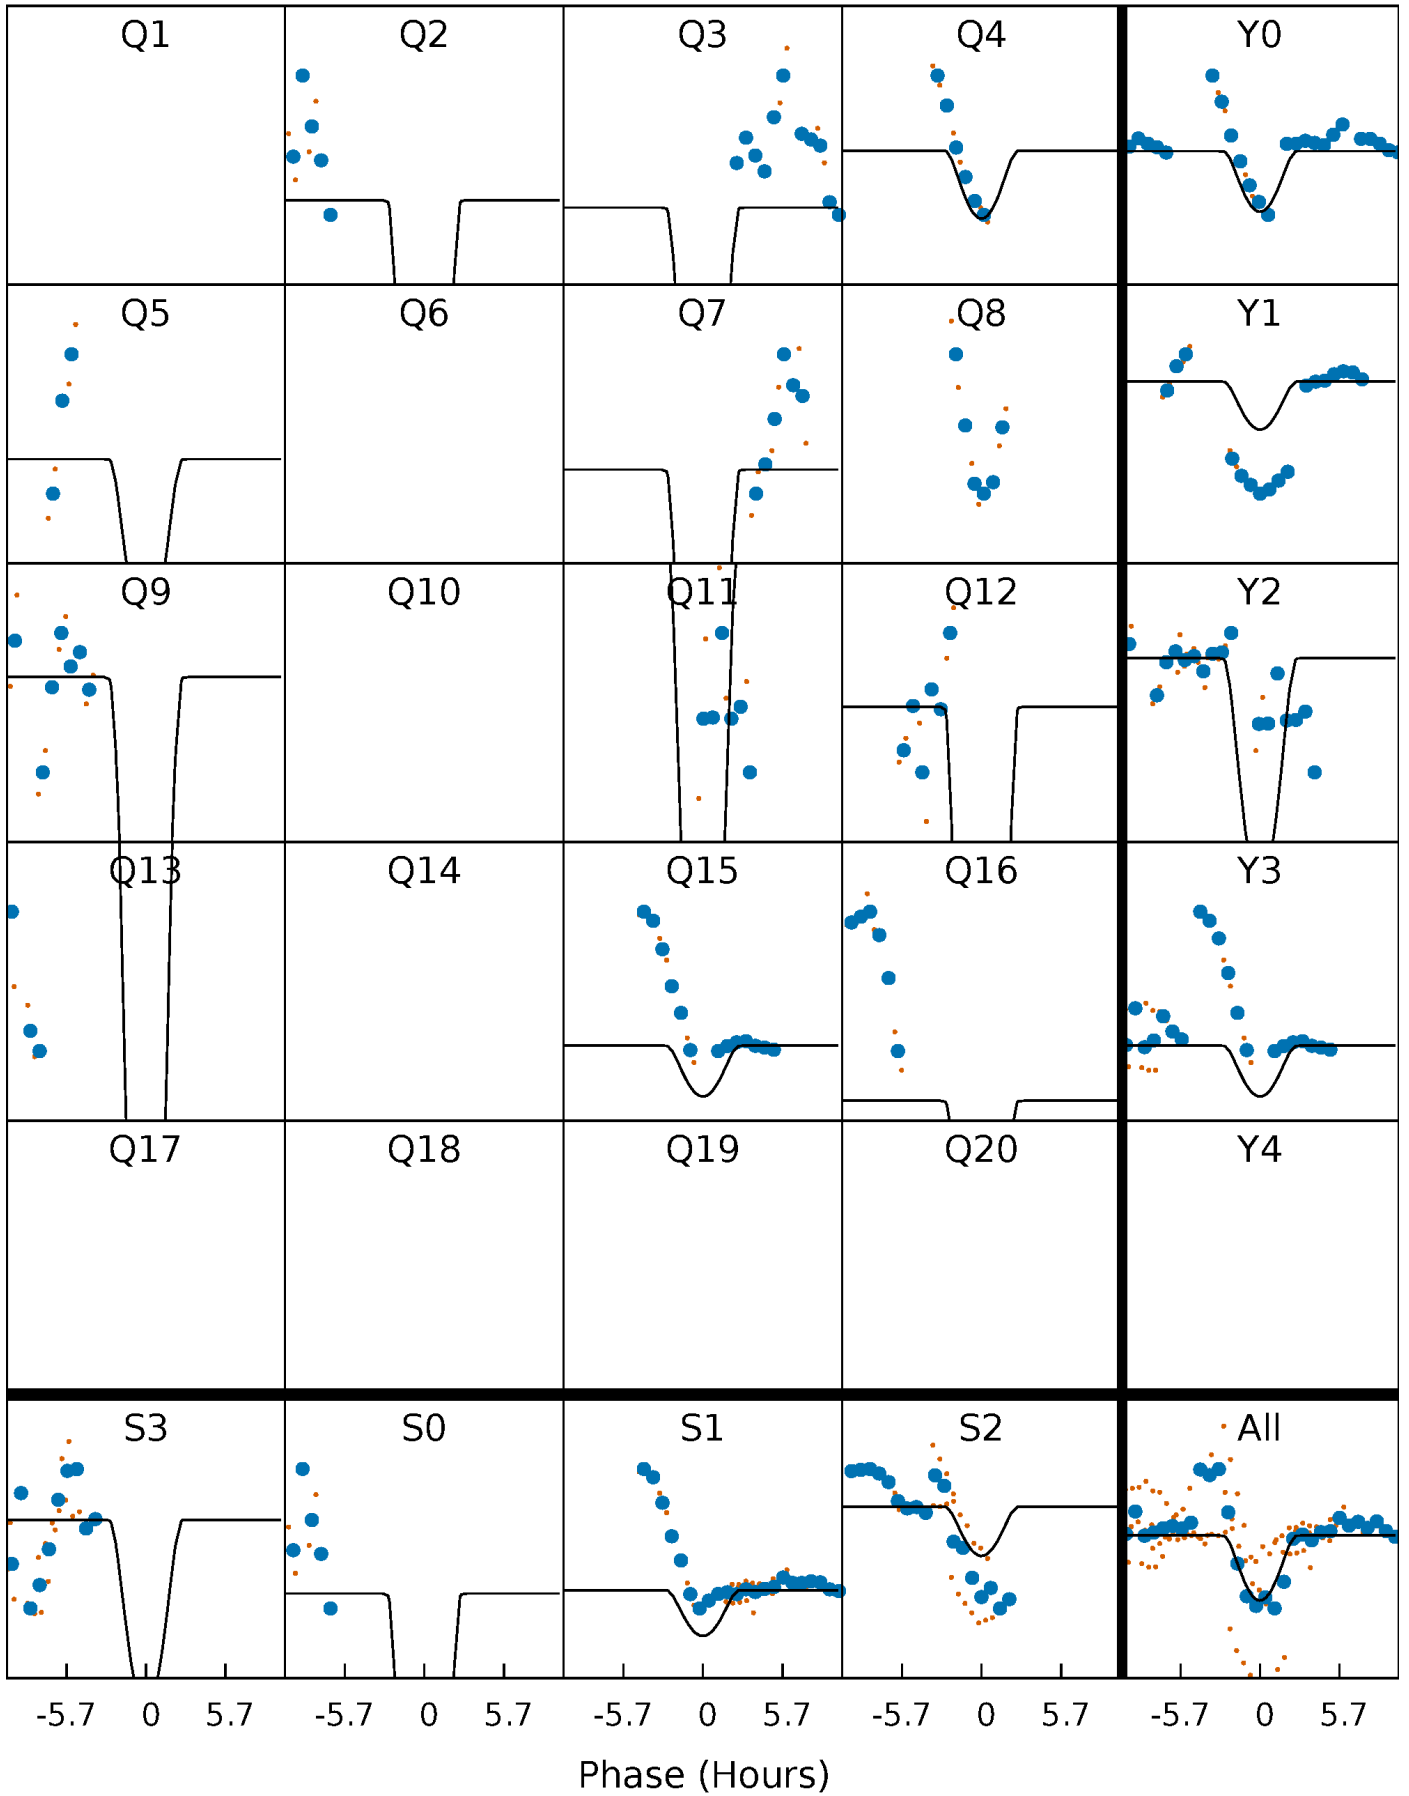 Q1 Q2 Q3 Q4 Y0
Q5 Q6 Q7 Q8 Y1
Q9 Q10 Q11 Q12 Y2
Q13 Q14 Q15 Q16 Y3
Q17 Q18 Q19 Q20 Y4
S3 S0 S1 S2 All
-5.7 0 5.7 -5.7 0 5.7 -5.7 0 5.7 -5.7 0 5.7 -5.7 0 5.7
Phase (Hours)